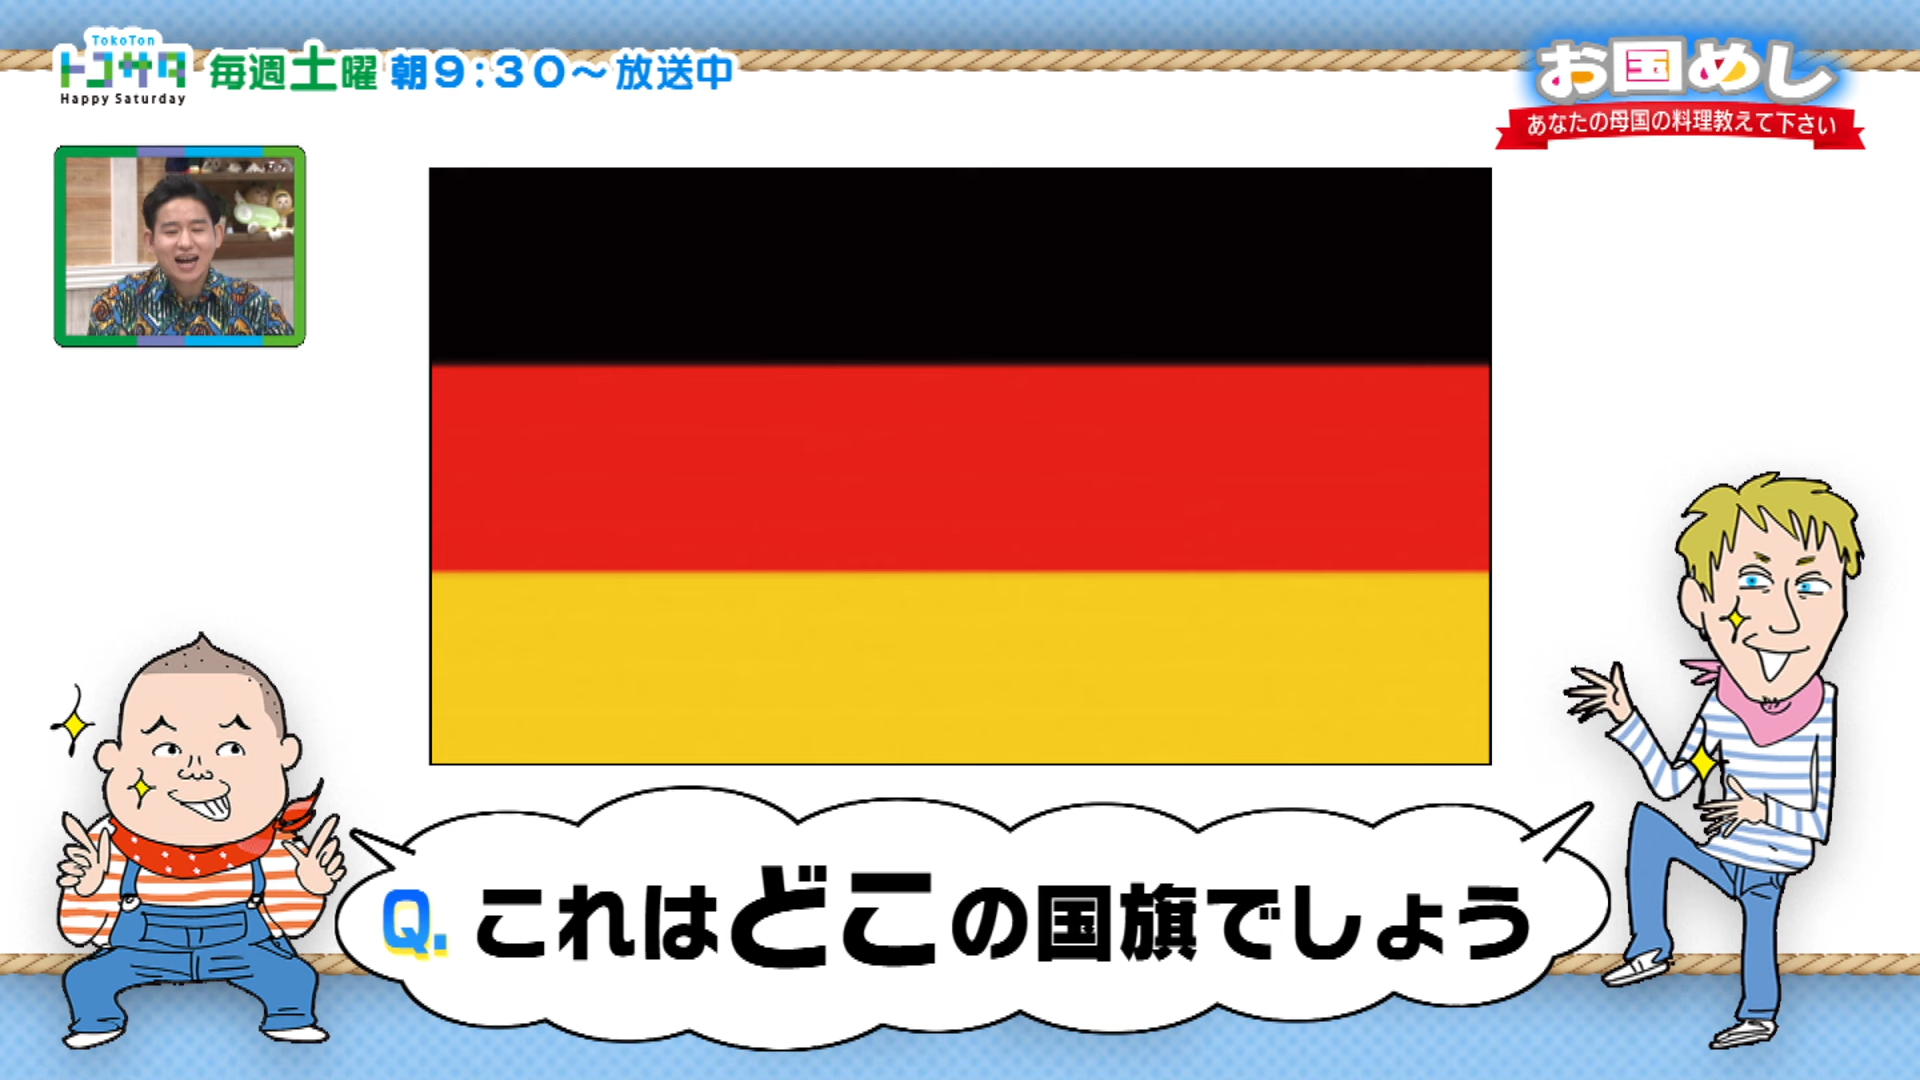 TokoTon
トコサタ
Happy Saturday
毎週土曜 朝9:30～放送中
お国めし
あなたの母国の料理教えて下さい
Q. これはどこの国旗でしょう